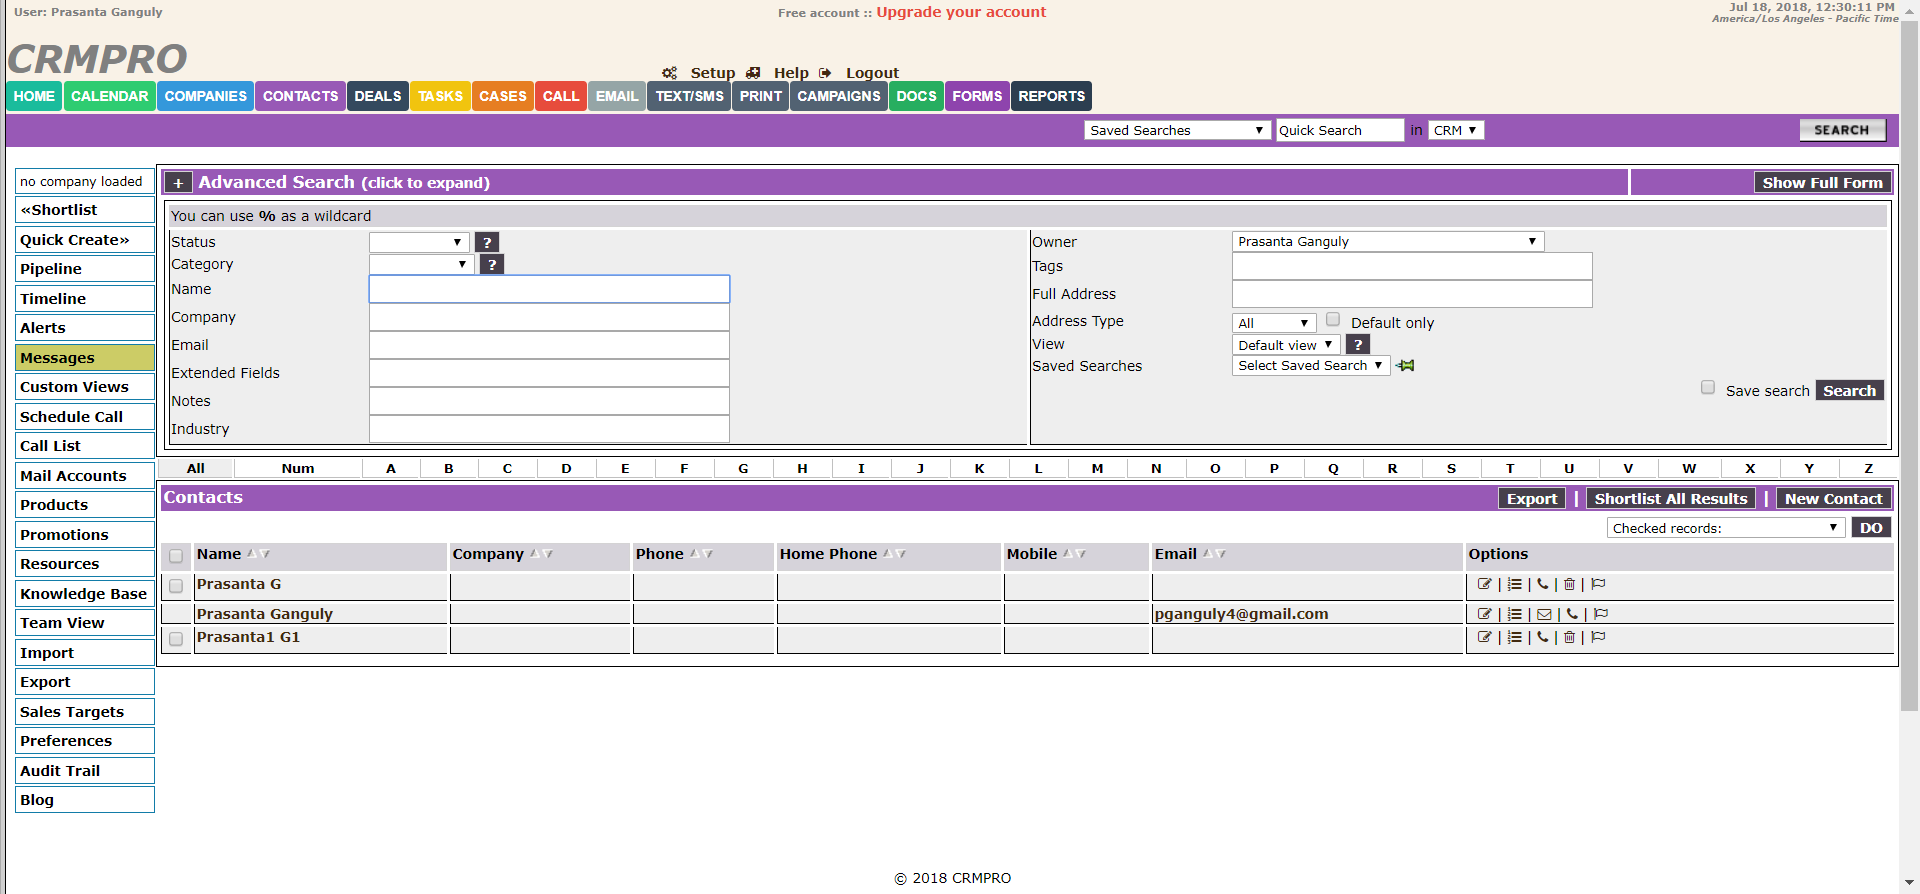 User: Prasanta Ganguly
Free account :: Upgrade your account
Jul 18, 2018, 12:30:11 PM
America/Los Angeles - Pacific Time
CRMPRO
Setup Help Logout
HOME CALENDAR COMPANIES CONTACTS DEALS TASKS CASES CALL EMAIL TEXT/SMS PRINT CAMPAIGNS DOCS FORMS REPORTS
Saved Searches Quick Search in CRM SEARCH
no company loaded
«Shortlist
Quick Create»
Pipeline
Timeline
Alerts
Messages
Custom Views
Schedule Call
Call List
Mail Accounts
Products
Promotions
Resources
Knowledge Base
Team View
Import
Export
Sales Targets
Preferences
Audit Trail
Blog
+ Advanced Search (click to expand) Show Full Form
You can use % as a wildcard
Status ?
Category ?
Name
Company
Email
Extended Fields
Notes
Industry
Owner Prasanta Ganguly
Tags
Full Address
Address Type All Default only
View Default view ?
Saved Searches Select Saved Search
Save search Search
All Num A B C D E F G H I J K L M N O P Q R S T U V W X Y Z
Contacts Export | Shortlist All Results | New Contact
Checked records: DO
Name Company Phone Home Phone Mobile Email Options
Prasanta G | | | |
Prasanta Ganguly pganguly4@gmail.com | | | |
Prasanta1 G1 | | | |
© 2018 CRMPRO